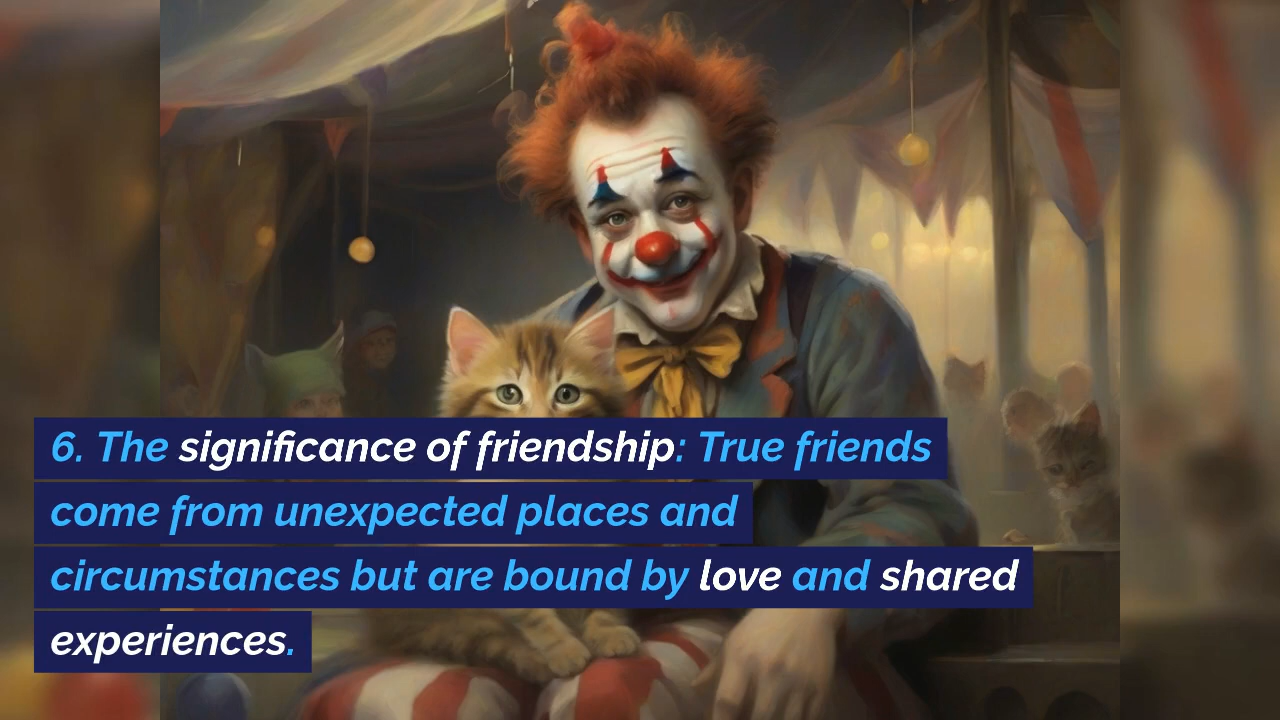 6. The significance of friendship: True friends
come from unexpected places and
circumstances but are bound by love and shared
experiences.